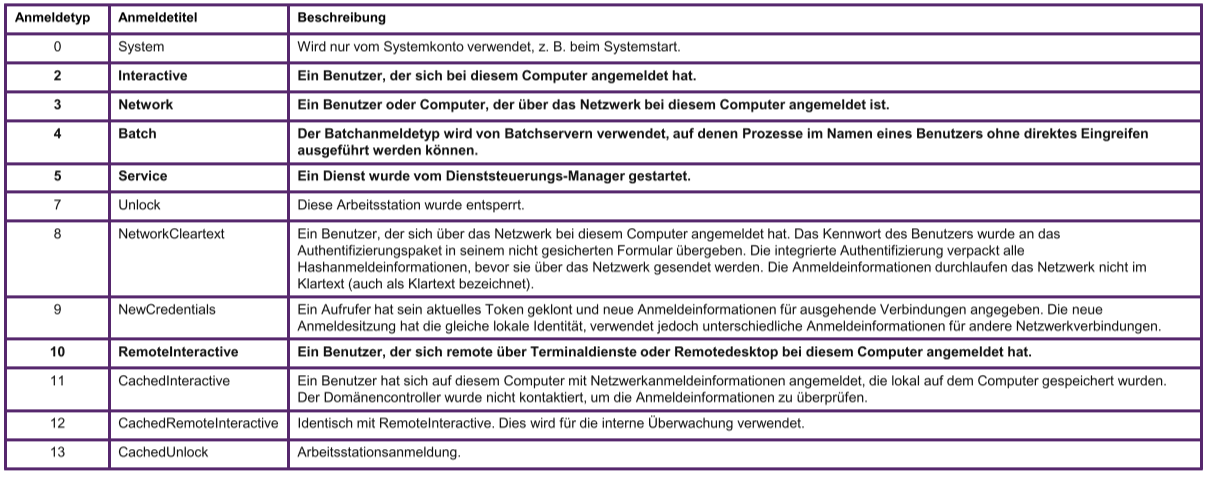 Anmeldetyp Anmeldetitel Beschreibung
0 System Wird nur vom Systemkonto verwendet, z. B. beim Systemstart.
2 Interactive Ein Benutzer, der sich bei diesem Computer angemeldet hat.
3 Network Ein Benutzer oder Computer, der über das Netzwerk bei diesem Computer angemeldet ist.
4 Batch Der Batchanmeldetyp wird von Batchservern verwendet, auf denen Prozesse im Namen eines Benutzers ohne direktes Eingreifen
ausgeführt werden können.
5 Service Ein Dienst wurde vom Dienststeuerungs-Manager gestartet.
7 Unlock Diese Arbeitsstation wurde entsperrt.
8 NetworkCleartext Ein Benutzer, der sich über das Netzwerk bei diesem Computer angemeldet hat. Das Kennwort des Benutzers wurde an das
Authentifizierungspaket in seinem nicht gesicherten Formular übergeben. Die integrierte Authentifizierung verpackt alle
Hashanmeldeinformationen, bevor sie über das Netzwerk gesendet werden. Die Anmeldeinformationen durchlaufen das Netzwerk nicht im
Klartext (auch als Klartext bezeichnet).
9 NewCredentials Ein Aufrufer hat sein aktuelles Token geklont und neue Anmeldeinformationen für ausgehende Verbindungen angegeben. Die neue
Anmeldesitzung hat die gleiche lokale Identität, verwendet jedoch unterschiedliche Anmeldeinformationen für andere Netzwerkverbindungen.
10 RemoteInteractive Ein Benutzer, der sich remote über Terminaldienste oder Remotedesktop bei diesem Computer angemeldet hat.
11 CachedInteractive Ein Benutzer hat sich auf diesem Computer mit Netzwerkanmeldeinformationen angemeldet, die lokal auf dem Computer gespeichert wurden.
Der Domänencontroller wurde nicht kontaktiert, um die Anmeldeinformationen zu überprüfen.
12 CachedRemoteInteractive Identisch mit RemoteInteractive. Dies wird für die interne Überwachung verwendet.
13 CachedUnlock Arbeitsstationsanmeldung.